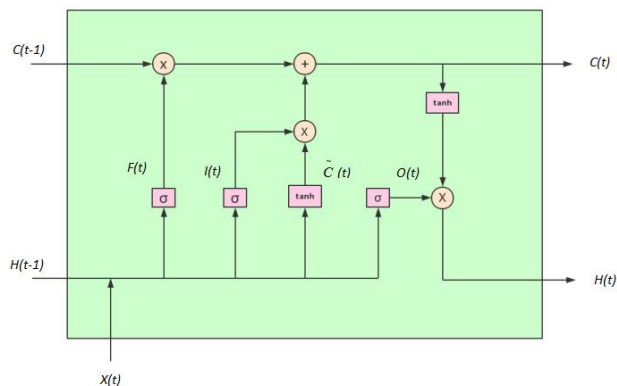 C(t-1)
x
+
C(t)
tanh
X
F(t)
I(t)
C̃ (t)
O(t)
σ
σ
tanh
σ
X
H(t-1)
H(t)
X(t)